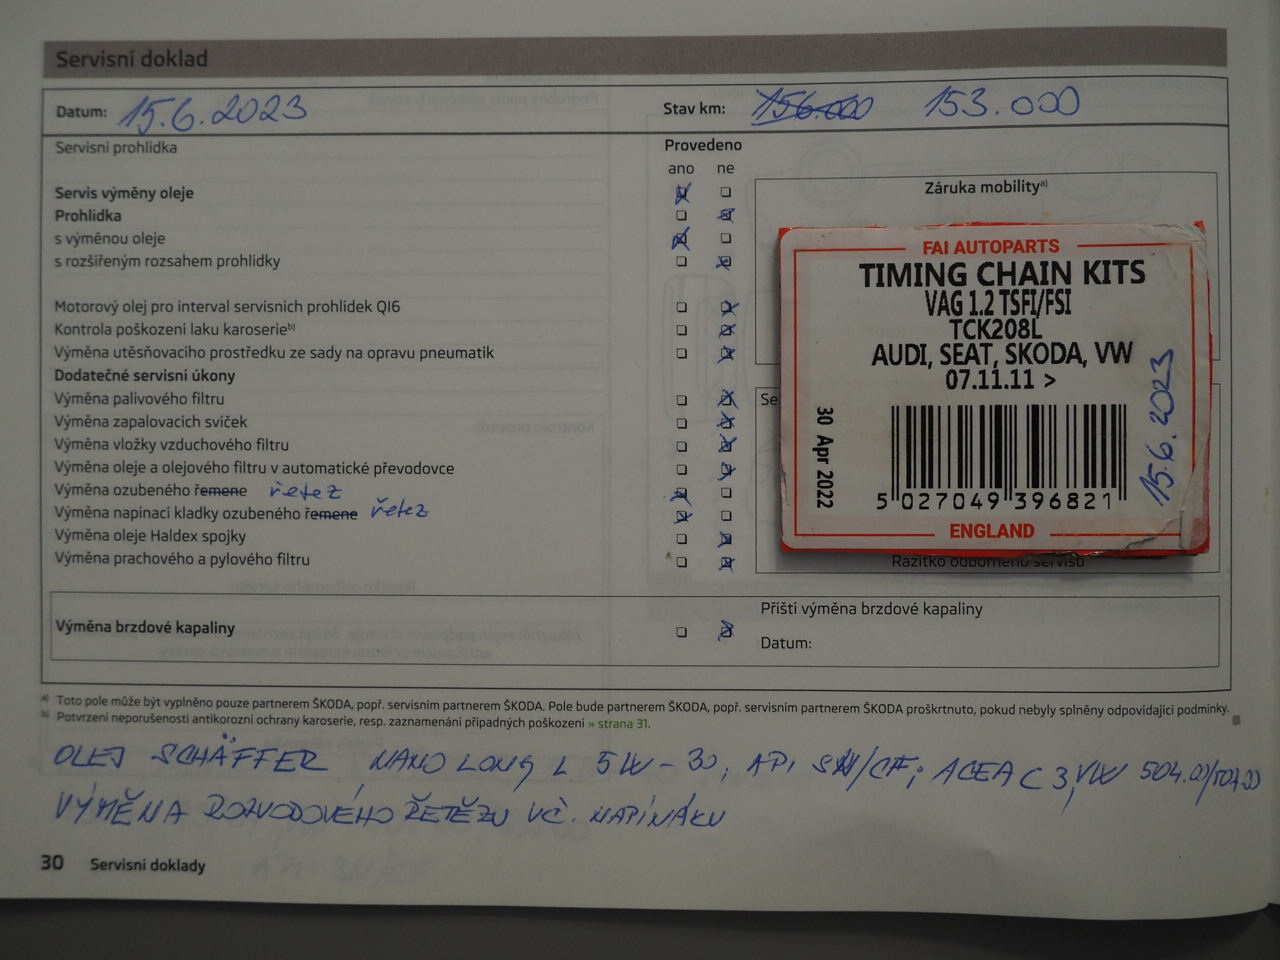 Servisní doklad
Datum: 15.6.2023
Stav km: 156.000 153.000
Servisní prohlídka
Provedeno
ano ne
Servis výměny oleje
Prohlídka
s výměnou oleje
s rozšířeným rozsahem prohlídky
Motorový olej pro interval servisních prohlídek QI6
Kontrola poškození laku karoserie b)
Výměna utěsňovacího prostředku ze sady na opravu pneumatik
Dodatečné servisní úkony
Výměna palivového filtru
Výměna zapalovacích svíček
Výměna vložky vzduchového filtru
Výměna oleje a olejového filtru v automatické převodovce
Výměna ozubeného řemene řetěz
Výměna napínací kladky ozubeného řemene řetěz
Výměna oleje Haldex spojky
Výměna prachového a pylového filtru
Záruka mobility a)
FAI AUTOPARTS
TIMING CHAIN KITS
VAG 1.2 TSFI/FSI
TCK208L
AUDI, SEAT, SKODA, VW
07.11.11 >
30 Apr 2022
15.6.2023
5 027049 396821
ENGLAND
Se
Razítko odborného servisu
Výměna brzdové kapaliny
Příští výměna brzdové kapaliny
Datum:
a) Toto pole může být vyplněno pouze partnerem ŠKODA, popř. servisním partnerem ŠKODA. Pole bude partnerem ŠKODA, popř. servisním partnerem ŠKODA proškrtnuto, pokud nebyly splněny odpovídající podmínky.
b) Potvrzení neporušenosti antikorozní ochrany karoserie, resp. zaznamenání případných poškození » strana 31.
OLEJ SCHÄFFER NANO LONG L 5W-30, API SN/CF; ACEA C3, VW 504.00/507.00
VÝMĚNA ROZVODOVÉHO ŘETĚZU VČ. NAPÍNÁKU
30 Servisní doklady